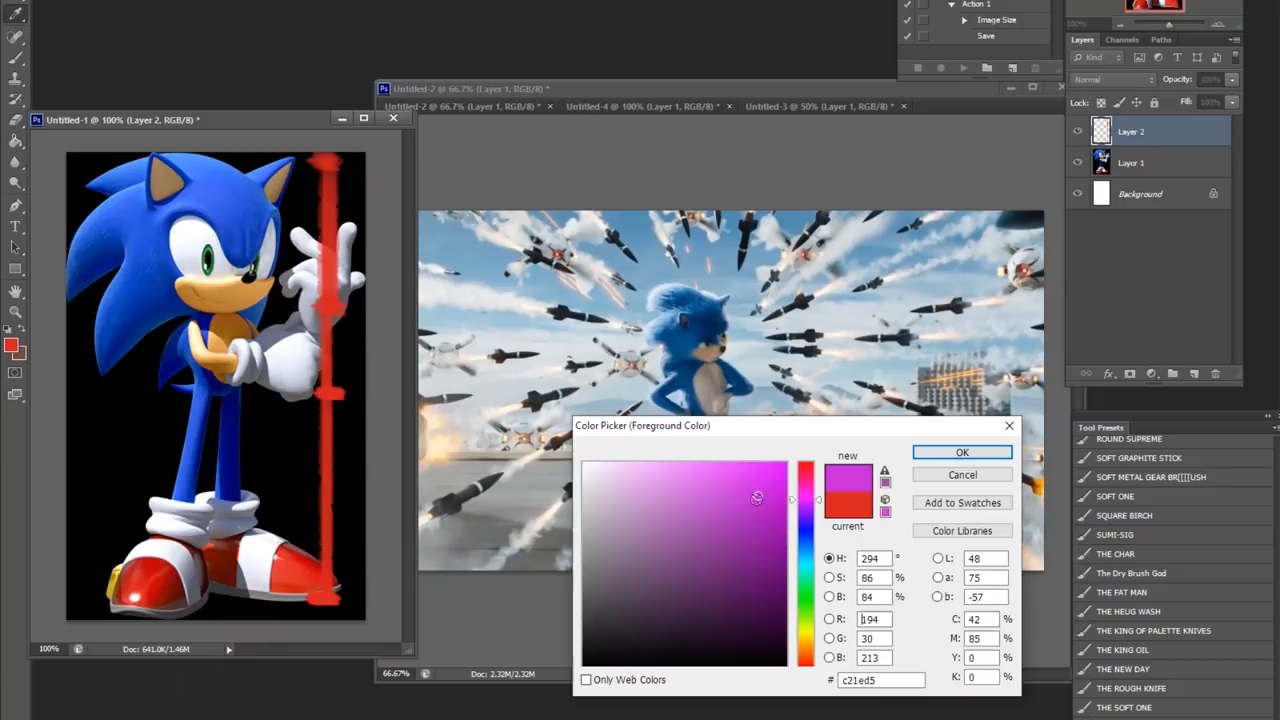 Action 1
Image Size
Save
100%
Layers
Channels
Paths
Kind
Normal
Opacity:
100%
Lock:
Fill:
100%
Layer 2
Layer 1
Background
fx
Ps
Untitled-2 @ 66.7% (Layer 1, RGB/8) *
Untitled-2 @ 66.7% (Layer 1, RGB/8) *
Untitled-4 @ 100% (Layer 1, RGB/8) *
Untitled-3 @ 50% (Layer 1, RGB/8) *
Ps
Untitled-1 @ 100% (Layer 2, RGB/8) *
100%
Doc: 641.0K/1.46M
66.67%
Doc: 2.32M/2.32M
Color Picker (Foreground Color)
new
current
OK
Cancel
Add to Swatches
Color Libraries
H: 294 °
L: 48
S: 86 %
a: 75
B: 84 %
b: -57
R: 194
C: 42 %
G: 30
M: 85 %
B: 213
Y: 0 %
# c21ed5
K: 0 %
Only Web Colors
Tool Presets
ROUND SUPREME
SOFT GRAPHITE STICK
SOFT METAL GEAR BR[[[[USH
SOFT ONE
SQUARE BIRCH
SUMI-SIG
THE CHAR
The Dry Brush God
THE FAT MAN
THE HEUG WASH
THE KING OF PALETTE KNIVES
THE KING OIL
THE NEW DAY
THE ROUGH KNIFE
THE SOFT ONE